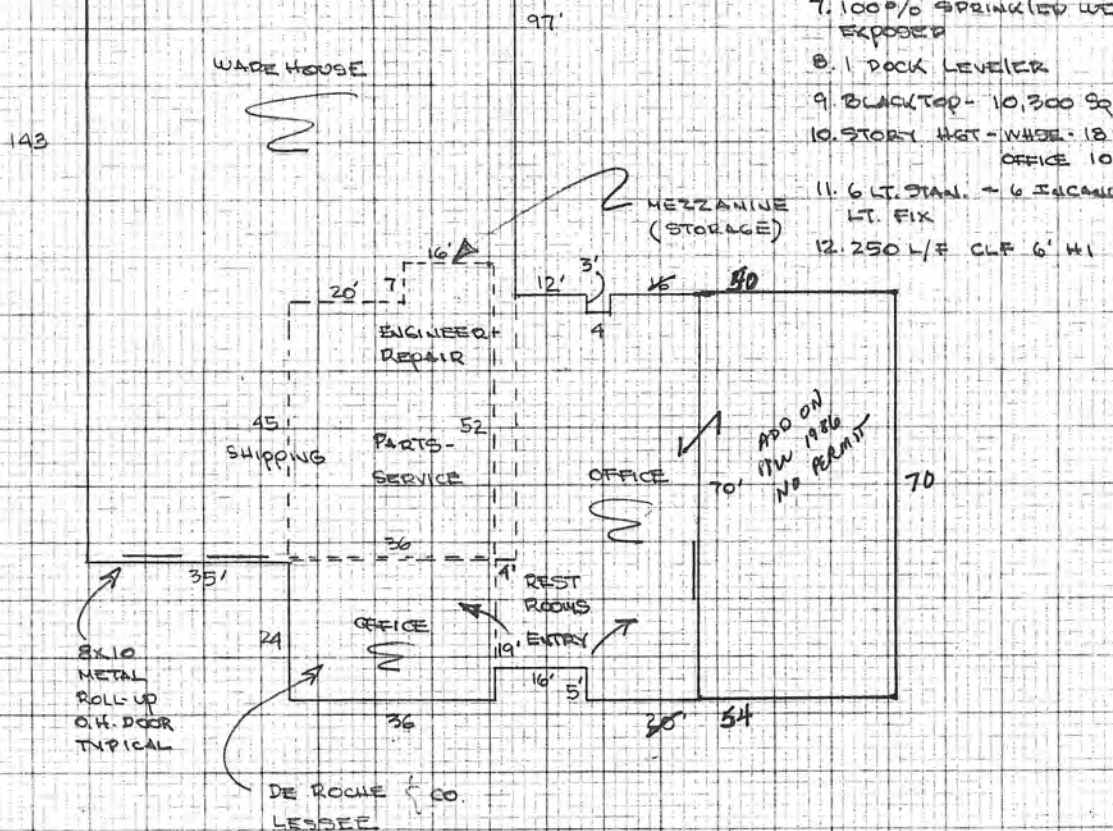 97'
7. 100% SPRINKLED WE
EXPOSED
WAREHOUSE
8. 1 DOCK LEVELER
9. BLACKTOP - 10,300 SQ
143
10. STORY HGT - WHSE - 18
OFFICE 10
11. 6 LT. STAN. - 6 INCAND
LT. FIX
12. 250 L/F CLF 6' HI
MEZZANINE
(STORAGE)
16'
3'
20'
7
12'
16'
40
4
ENGINEER +
REPAIR
45
52
SHIPPING
PARTS-
SERVICE
OFFICE
ADD ON
1986
NO PERMIT
70'
70
36
35'
4'
REST
ROOMS
ENTRY
OFFICE
24
19'
16'
5'
8X10
METAL
ROLL-UP
O.H. DOOR
TYPICAL
36
54
DE ROCHE & CO.
LESSEE